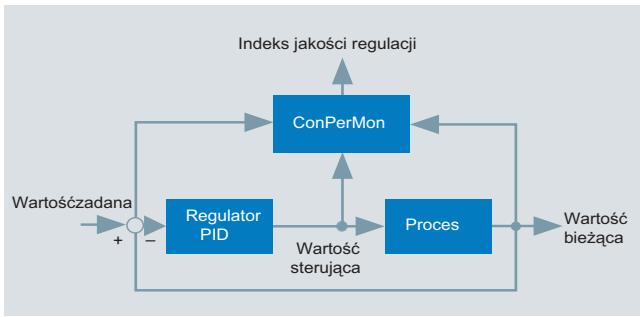 Indeks jakości regulacji
ConPerMon
Wartośćzadana
+
−
Regulator
PID
Wartość
sterująca
Proces
Wartość
bieżąca